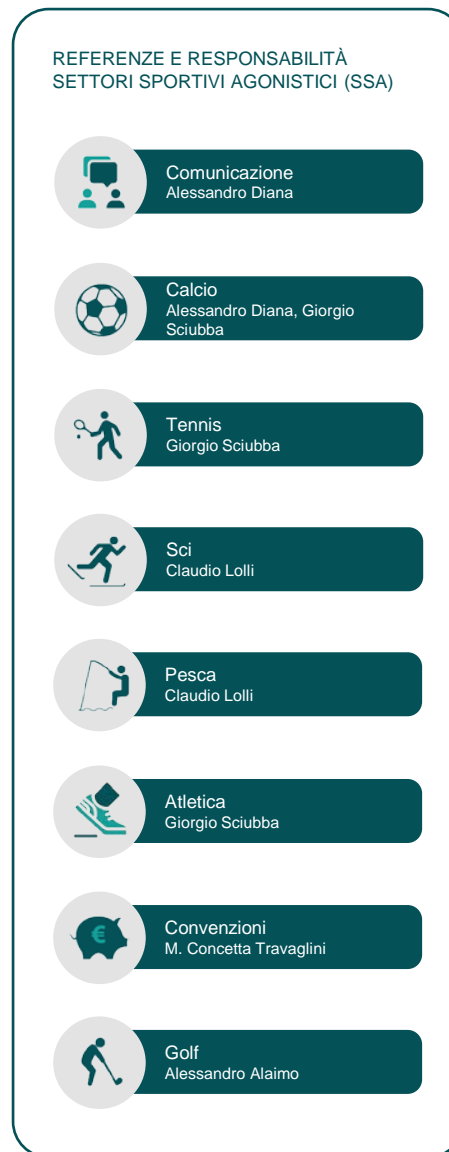 REFERENZE E RESPONSABILITÀ
SETTORI SPORTIVI AGONISTICI (SSA)
Comunicazione
Alessandro Diana
Calcio
Alessandro Diana, Giorgio
Sciubba
Tennis
Giorgio Sciubba
Sci
Claudio Lolli
Pesca
Claudio Lolli
Atletica
Giorgio Sciubba
€
Convenzioni
M. Concetta Travaglini
Golf
Alessandro Alaimo